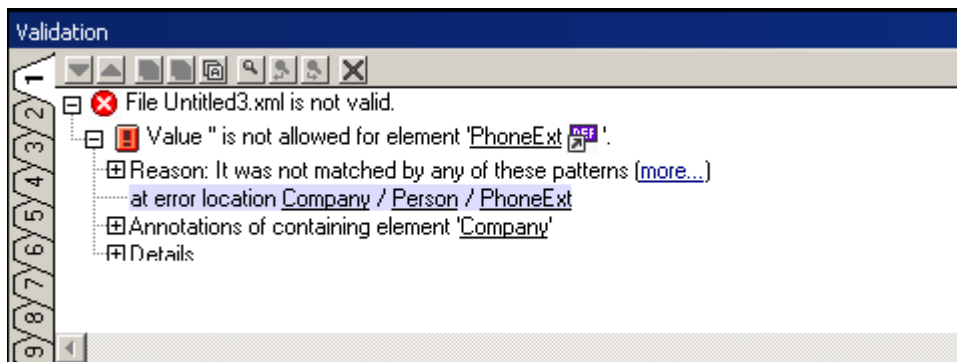 Validation
1
2
3
4
5
6
7
8
9
File Untitled3.xml is not valid.
Value '' is not allowed for element 'PhoneExt DEF '.
Reason: It was not matched by any of these patterns (more...)
at error location Company / Person / PhoneExt
Annotations of containing element 'Company'
Details